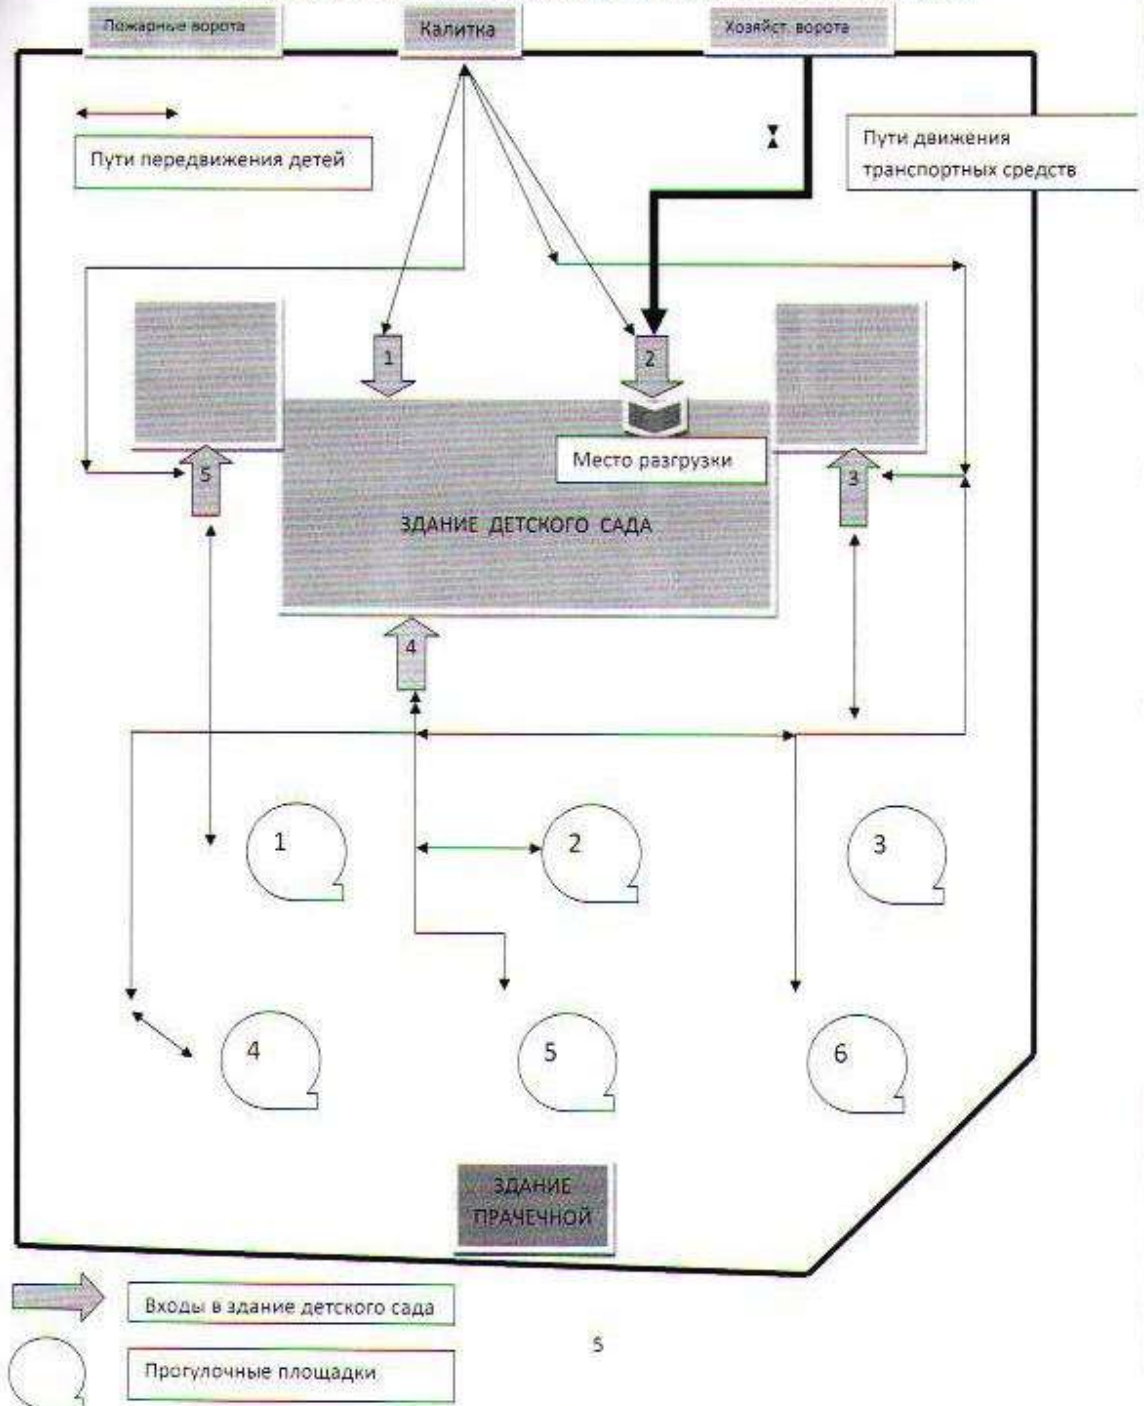 Пожарные ворота
Калитка
Хозяйст. ворота
Пути передвижения детей
Пути движения
транспортных средств
1
2
5
3
Место разгрузки
ЗДАНИЕ ДЕТСКОГО САДА
4
1
2
3
4
5
6
ЗДАНИЕ
ПРАЧЕЧНОЙ
Входы в здание детского сада
5
Прогулочные площадки